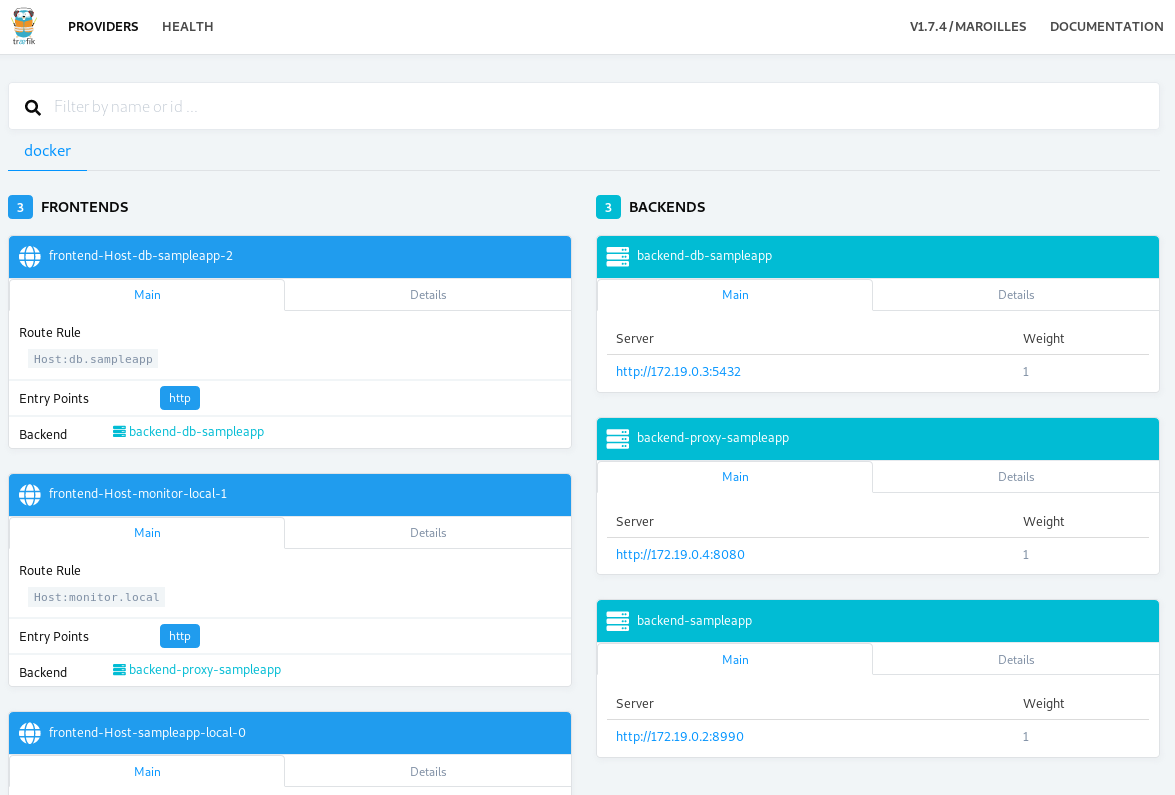 træfik
PROVIDERS HEALTH V1.7.4 / MAROILLES DOCUMENTATION
Filter by name or id ...
docker
3 FRONTENDS
frontend-Host-db-sampleapp-2
Main Details
Route Rule
Host:db.sampleapp
Entry Points http
Backend backend-db-sampleapp
frontend-Host-monitor-local-1
Main Details
Route Rule
Host:monitor.local
Entry Points http
Backend backend-proxy-sampleapp
frontend-Host-sampleapp-local-0
Main Details
3 BACKENDS
backend-db-sampleapp
Main Details
Server Weight
http://172.19.0.3:5432 1
backend-proxy-sampleapp
Main Details
Server Weight
http://172.19.0.4:8080 1
backend-sampleapp
Main Details
Server Weight
http://172.19.0.2:8990 1